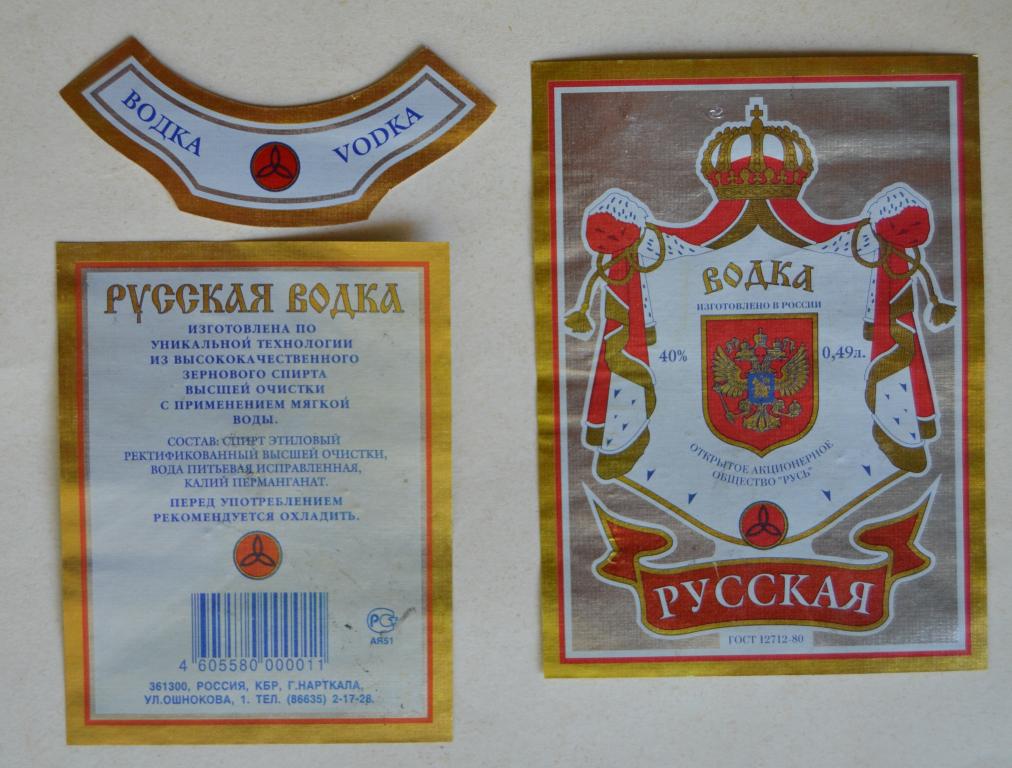 ВОДКА VODKA
РУССКАЯ ВОДКА
ИЗГОТОВЛЕНА ПО
УНИКАЛЬНОЙ ТЕХНОЛОГИИ
ИЗ ВЫСОКОКАЧЕСТВЕННОГО
ЗЕРНОВОГО СПИРТА
ВЫСШЕЙ ОЧИСТКИ
С ПРИМЕНЕНИЕМ МЯГКОЙ
ВОДЫ.
СОСТАВ: СПИРТ ЭТИЛОВЫЙ
РЕКТИФИКОВАННЫЙ ВЫСШЕЙ ОЧИСТКИ,
ВОДА ПИТЬЕВАЯ ИСПРАВЛЕННАЯ,
КАЛИЙ ПЕРМАНГАНАТ.
ПЕРЕД УПОТРЕБЛЕНИЕМ
РЕКОМЕНДУЕТСЯ ОХЛАДИТЬ.
РСТ
АЯ51
4 605580 000011
361300, РОССИЯ, КБР, Г.НАРТКАЛА,
УЛ.ОШНОКОВА, 1. ТЕЛ. (86635) 2-17-28.
ВОДКА
ИЗГОТОВЛЕНО В РОССИИ
40% 0,49л.
ОТКРЫТОЕ АКЦИОНЕРНОЕ
ОБЩЕСТВО "РУСЬ"
РУССКАЯ
ГОСТ 12712-80